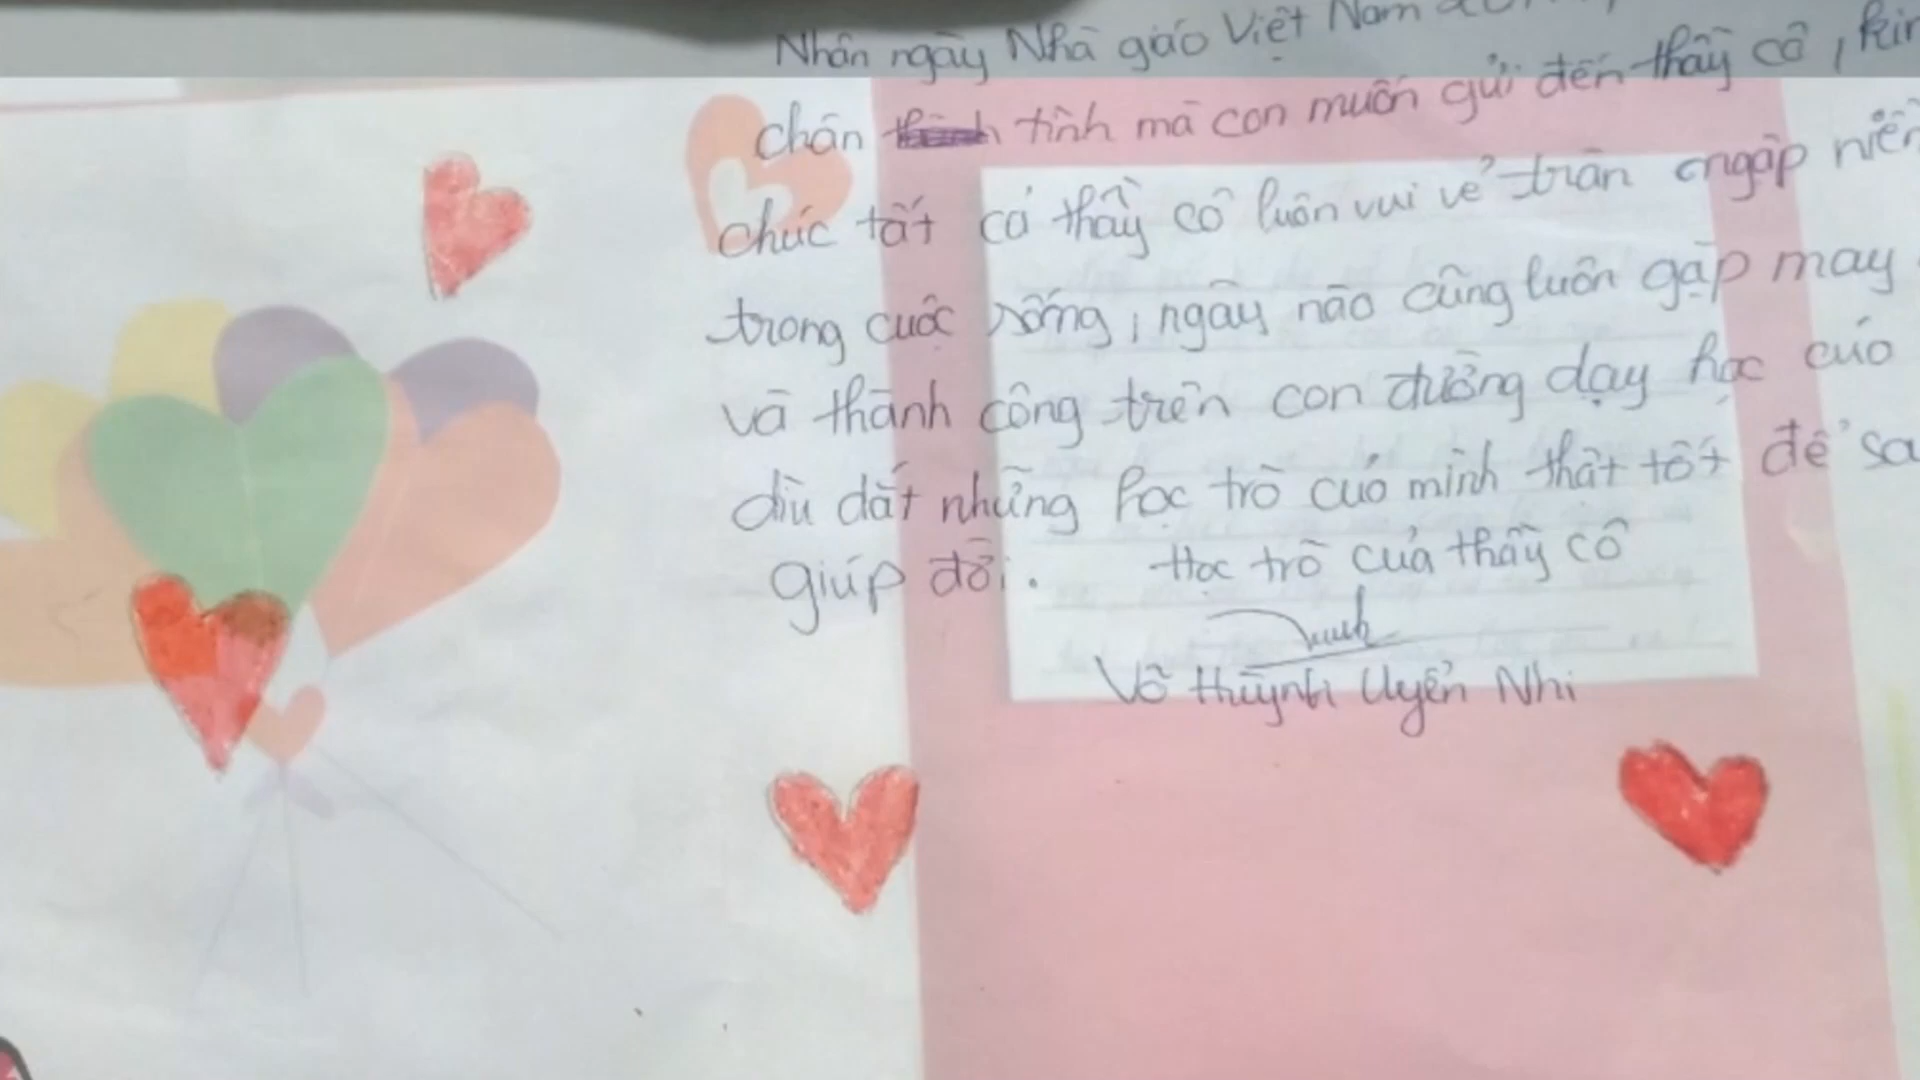 Nhân ngày Nhà giáo Việt Nam
chân tình mà con muốn gửi đến thầy cô,
chúc tất cả thầy cô luôn vui vẻ tràn ngập
trong cuộc sống, ngày nào cũng luôn gặp may
và thành công trên con đường dạy học của
dìu dắt những học trò của mình thật tốt để
giúp đời. Học trò của thầy cô
Võ Huỳnh Uyển Nhi